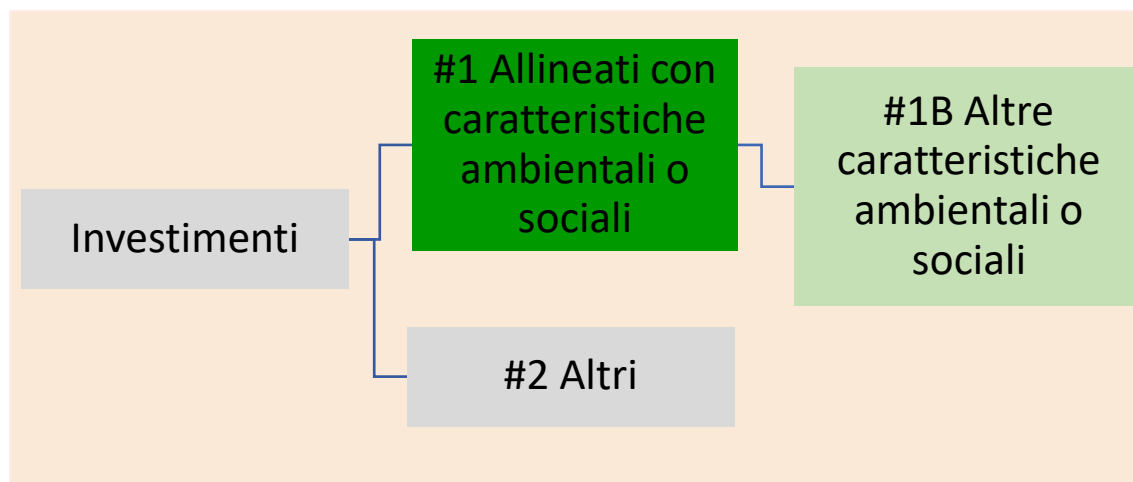 #1 Allineati con
caratteristiche
ambientali o
sociali
#1B Altre
caratteristiche
ambientali o
sociali
Investimenti
#2 Altri